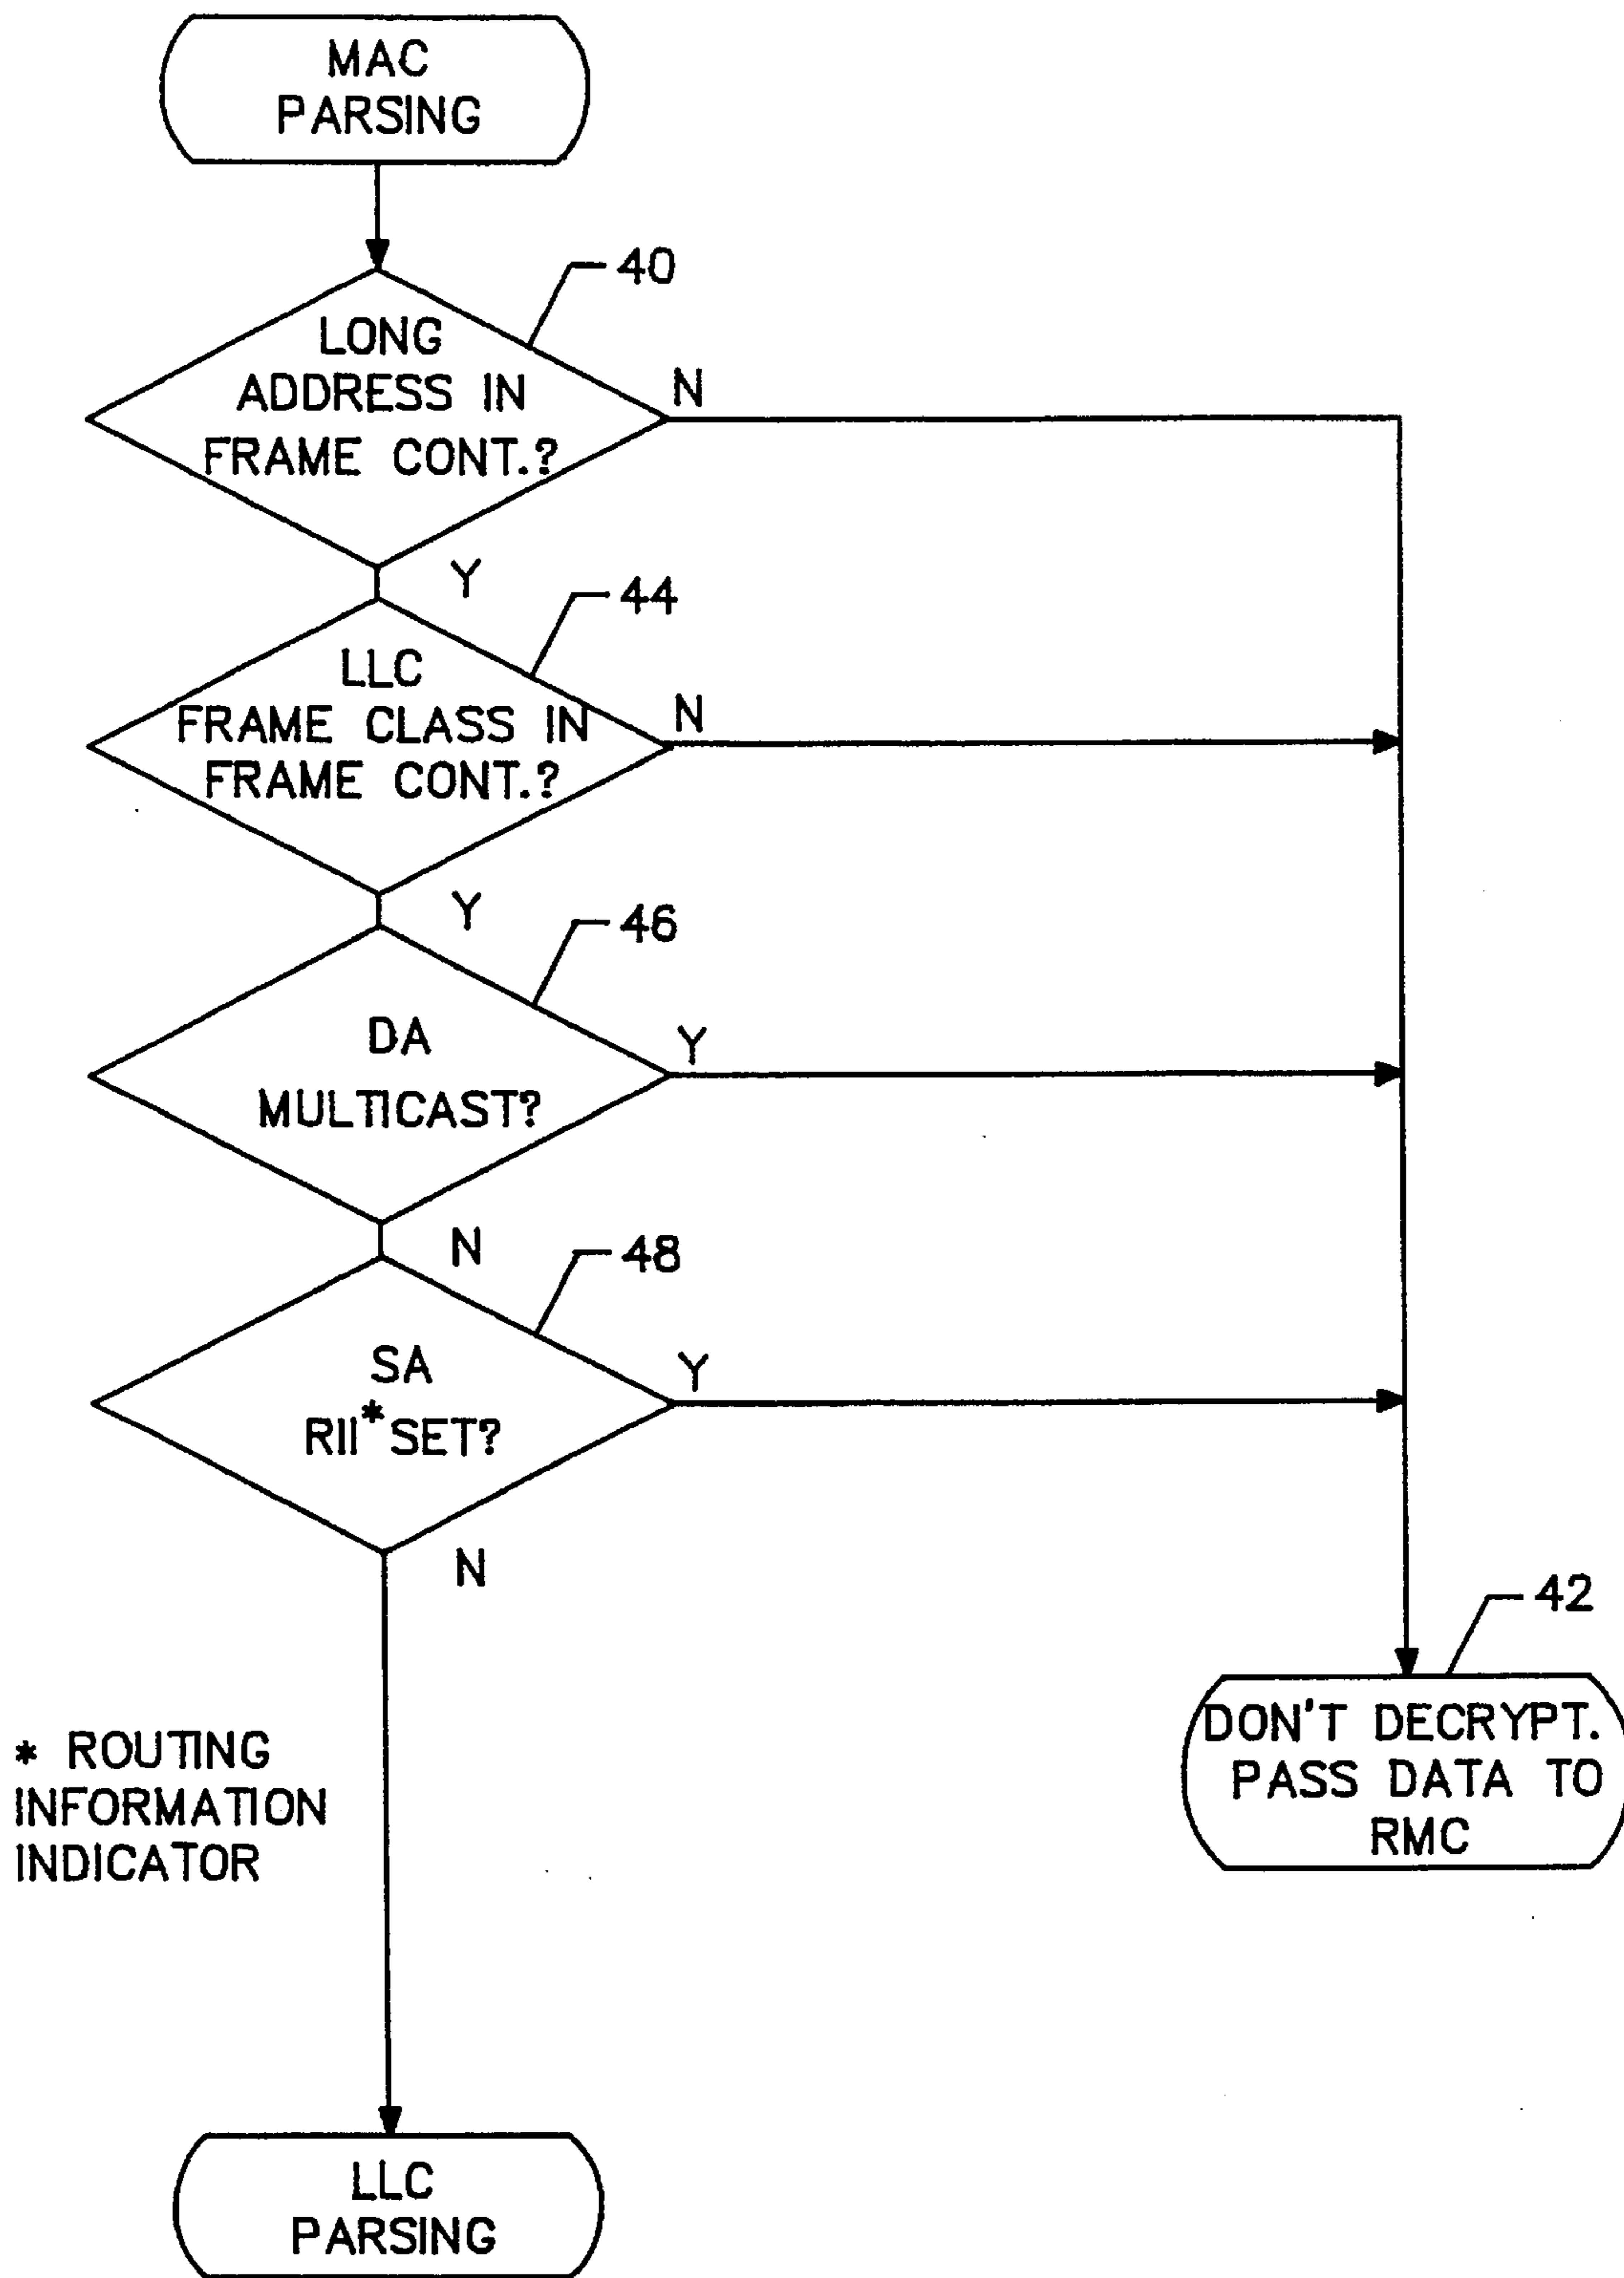 MAC
PARSING
40
LONG
ADDRESS IN
FRAME CONT.?
N
Y
44
LLC
FRAME CLASS IN
FRAME CONT.?
N
Y
46
DA
MULTICAST?
Y
N
48
SA
RII* SET?
Y
N
42
DON'T DECRYPT.
PASS DATA TO
RMC
* ROUTING
INFORMATION
INDICATOR
LLC
PARSING